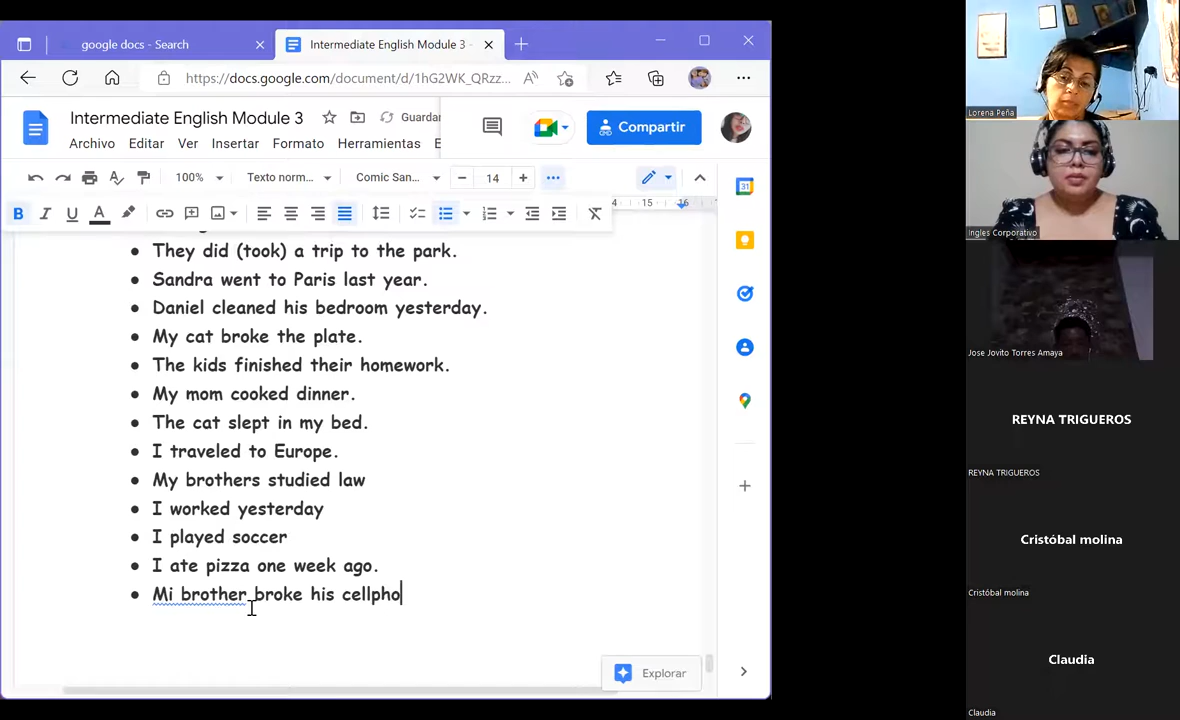 google docs - Search
Intermediate English Module 3 -
https://docs.google.com/document/d/1hG2WK_QRzz...
Intermediate English Module 3
Guardar
Compartir
Archivo Editar Ver Insertar Formato Herramientas E
100% Texto norm... Comic San... 14
14 15 16
They did (took) a trip to the park.
Sandra went to Paris last year.
Daniel cleaned his bedroom yesterday.
My cat broke the plate.
The kids finished their homework.
My mom cooked dinner.
The cat slept in my bed.
I traveled to Europe.
My brothers studied law
I worked yesterday
I played soccer
I ate pizza one week ago.
Mi brother broke his cellpho
Explorar
Lorena Peña
Ingles Corporativo
Jose Jovito Torres Amaya
REYNA TRIGUEROS
REYNA TRIGUEROS
Cristóbal molina
Cristóbal molina
Claudia
Claudia